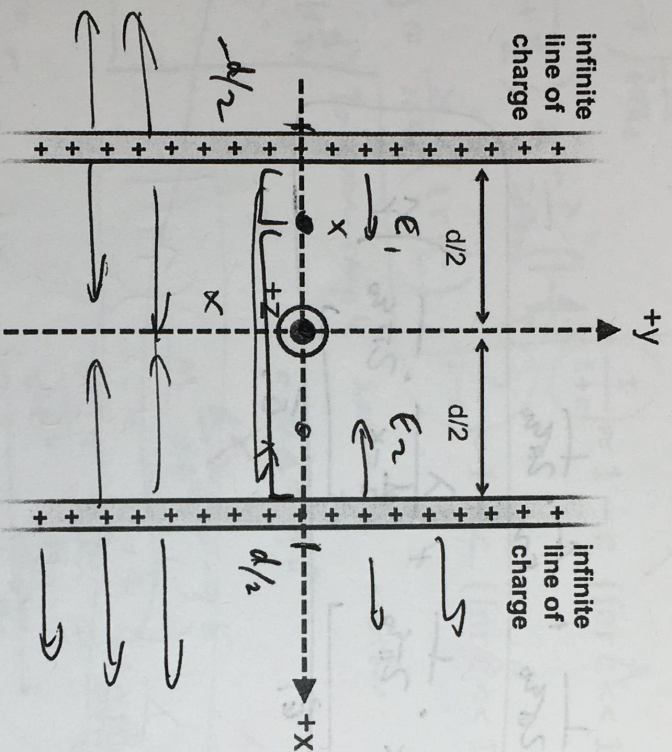 infinite
line of
charge
infinite
line of
charge
+y
d/2
d/2
E1
E2
x
-d/2
d/2
+x
+z
x
+ + + + + + + + + + + + + + + + +
+ + + + + + + + + + + + + + + + +